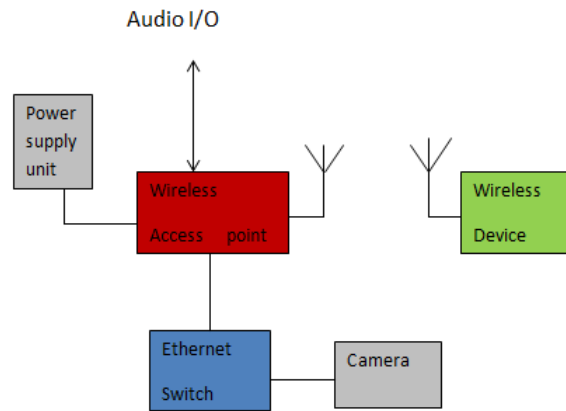 Audio I/O
Power
supply
unit
Wireless
Access point
Wireless
Device
Ethernet
Switch
Camera